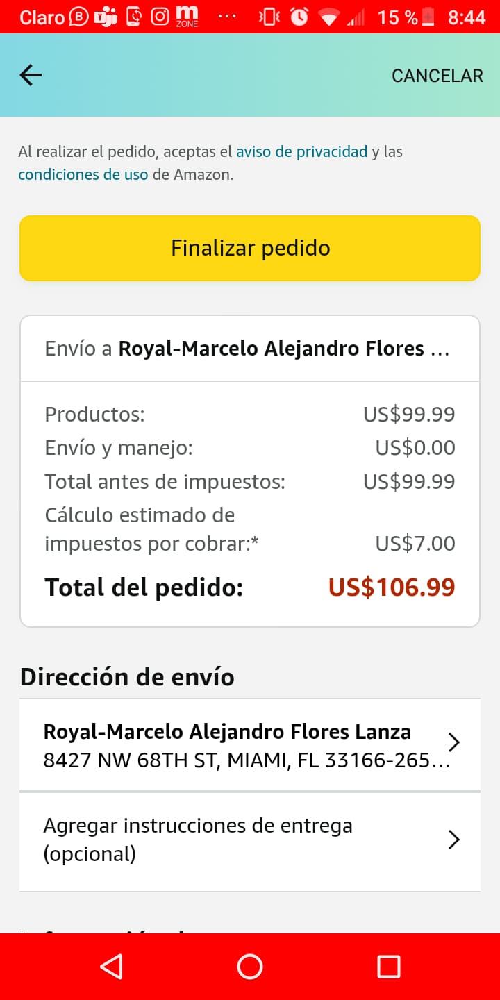 Claro
m
ZONE
15 %
8:44
CANCELAR
Al realizar el pedido, aceptas el aviso de privacidad y las
condiciones de uso de Amazon.
Finalizar pedido
Envío a Royal-Marcelo Alejandro Flores ...
Productos: US$99.99
Envío y manejo: US$0.00
Total antes de impuestos: US$99.99
Cálculo estimado de
impuestos por cobrar:* US$7.00
Total del pedido: US$106.99
Dirección de envío
Royal-Marcelo Alejandro Flores Lanza
8427 NW 68TH ST, MIAMI, FL 33166-265...
Agregar instrucciones de entrega
(opcional)